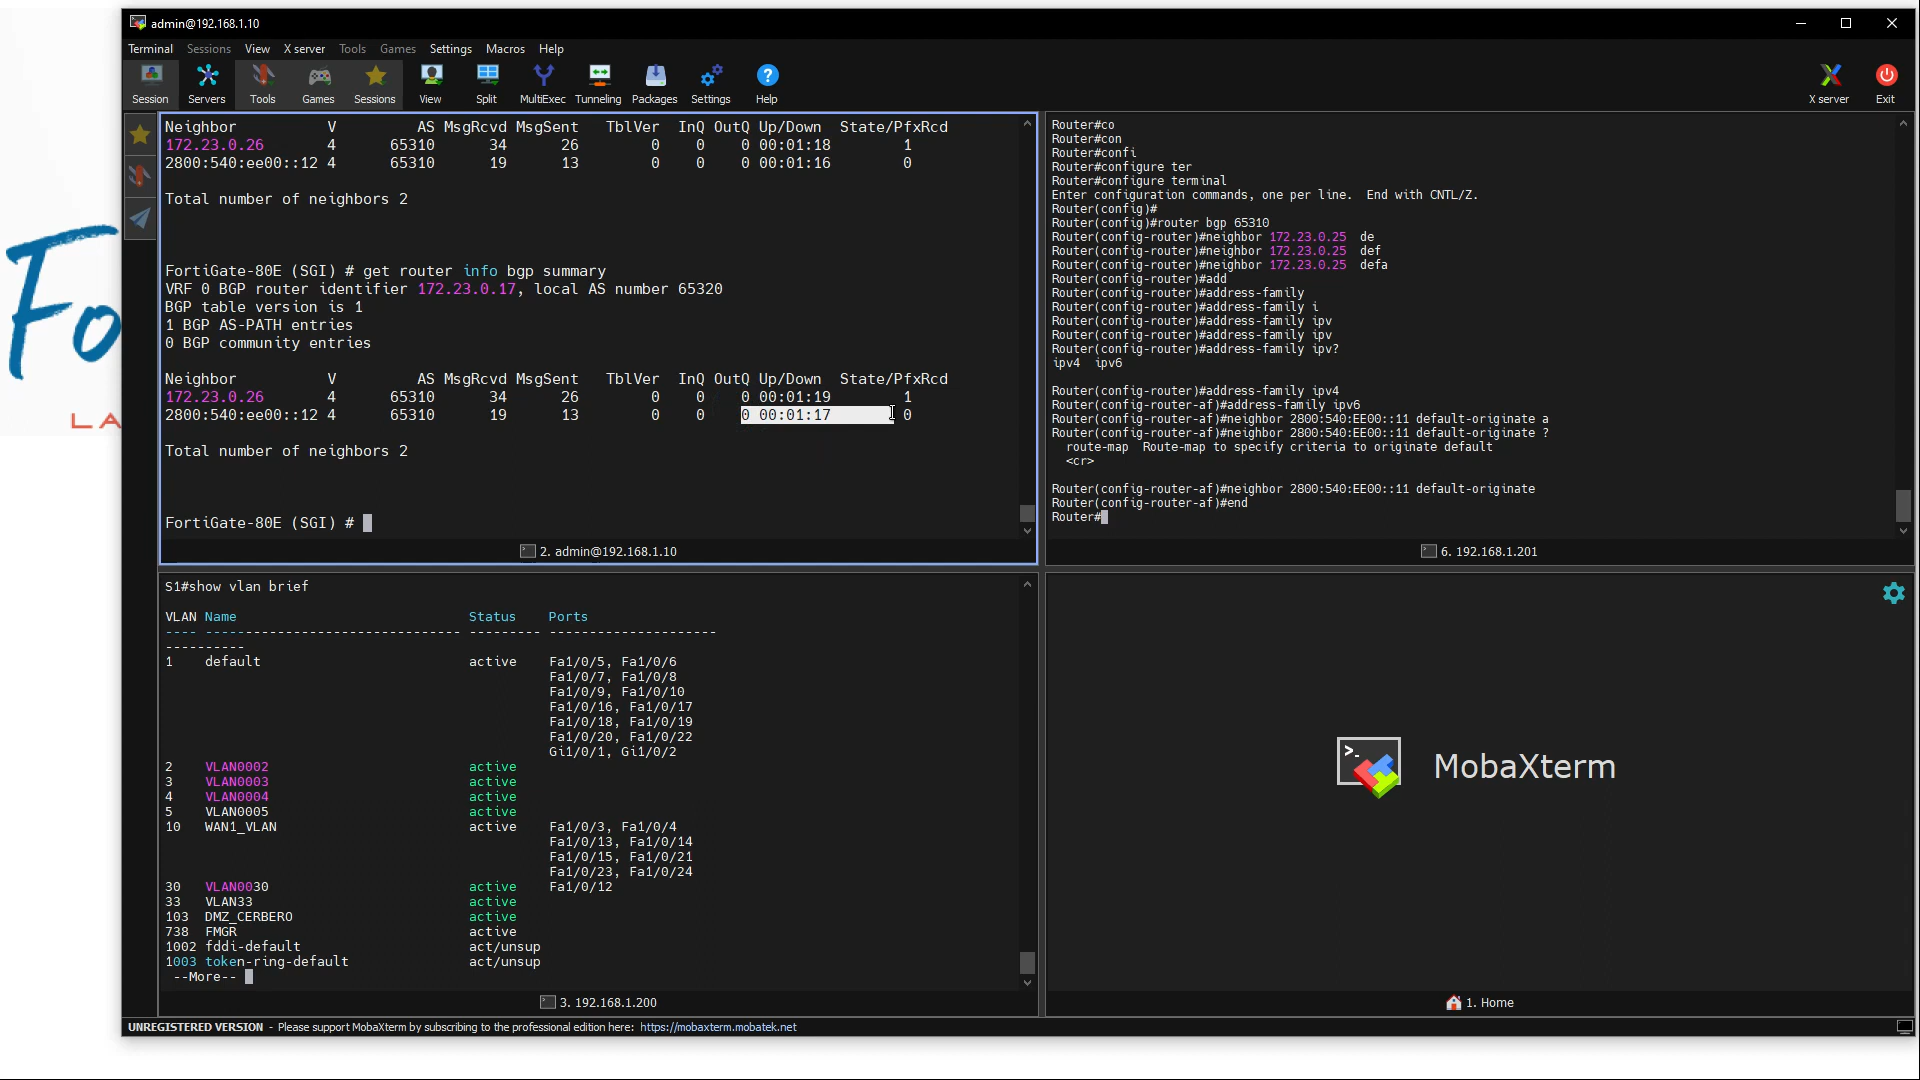 admin@192.168.1.10
Terminal Sessions View X server Tools Games Settings Macros Help
Session Servers Tools Games Sessions View Split MultiExec Tunneling Packages Settings Help X server Exit
Fo
LA
Neighbor V AS MsgRcvd MsgSent TblVer InQ OutQ Up/Down State/PfxRcd
172.23.0.26 4 65310 34 26 0 0 0 00:01:18 1
2800:540:ee00::12 4 65310 19 13 0 0 0 00:01:16 0
Total number of neighbors 2
FortiGate-80E (SGI) # get router info bgp summary
VRF 0 BGP router identifier 172.23.0.17, local AS number 65320
BGP table version is 1
1 BGP AS-PATH entries
0 BGP community entries
Neighbor V AS MsgRcvd MsgSent TblVer InQ OutQ Up/Down State/PfxRcd
172.23.0.26 4 65310 34 26 0 0 0 00:01:19 1
2800:540:ee00::12 4 65310 19 13 0 0 0 00:01:17 0
Total number of neighbors 2
FortiGate-80E (SGI) #
2. admin@192.168.1.10
Router#co
Router#con
Router#confi
Router#configure ter
Router#configure terminal
Enter configuration commands, one per line. End with CNTL/Z.
Router(config)#
Router(config)#router bgp 65310
Router(config-router)#neighbor 172.23.0.25 de
Router(config-router)#neighbor 172.23.0.25 def
Router(config-router)#neighbor 172.23.0.25 defa
Router(config-router)#add
Router(config-router)#address-family
Router(config-router)#address-family i
Router(config-router)#address-family ipv
Router(config-router)#address-family ipv
Router(config-router)#address-family ipv?
ipv4 ipv6
Router(config-router)#address-family ipv4
Router(config-router-af)#address-family ipv6
Router(config-router-af)#neighbor 2800:540:EE00::11 default-originate a
Router(config-router-af)#neighbor 2800:540:EE00::11 default-originate ?
route-map Route-map to specify criteria to originate default
<cr>
Router(config-router-af)#neighbor 2800:540:EE00::11 default-originate
Router(config-router-af)#end
Router#
6. 192.168.1.201
S1#show vlan brief
VLAN Name Status Ports
---- -------------------------------- --------- ---------------------
----------
1 default active Fa1/0/5, Fa1/0/6
Fa1/0/7, Fa1/0/8
Fa1/0/9, Fa1/0/10
Fa1/0/16, Fa1/0/17
Fa1/0/18, Fa1/0/19
Fa1/0/20, Fa1/0/22
Gi1/0/1, Gi1/0/2
2 VLAN0002 active
3 VLAN0003 active
4 VLAN0004 active
5 VLAN0005 active
10 WAN1_VLAN active Fa1/0/3, Fa1/0/4
Fa1/0/13, Fa1/0/14
Fa1/0/15, Fa1/0/21
Fa1/0/23, Fa1/0/24
30 VLAN0030 active Fa1/0/12
33 VLAN33 active
103 DMZ_CERBERO active
738 FMGR active
1002 fddi-default act/unsup
1003 token-ring-default act/unsup
--More--
3. 192.168.1.200
MobaXterm
1. Home
UNREGISTERED VERSION - Please support MobaXterm by subscribing to the professional edition here: https://mobaxterm.mobatek.net